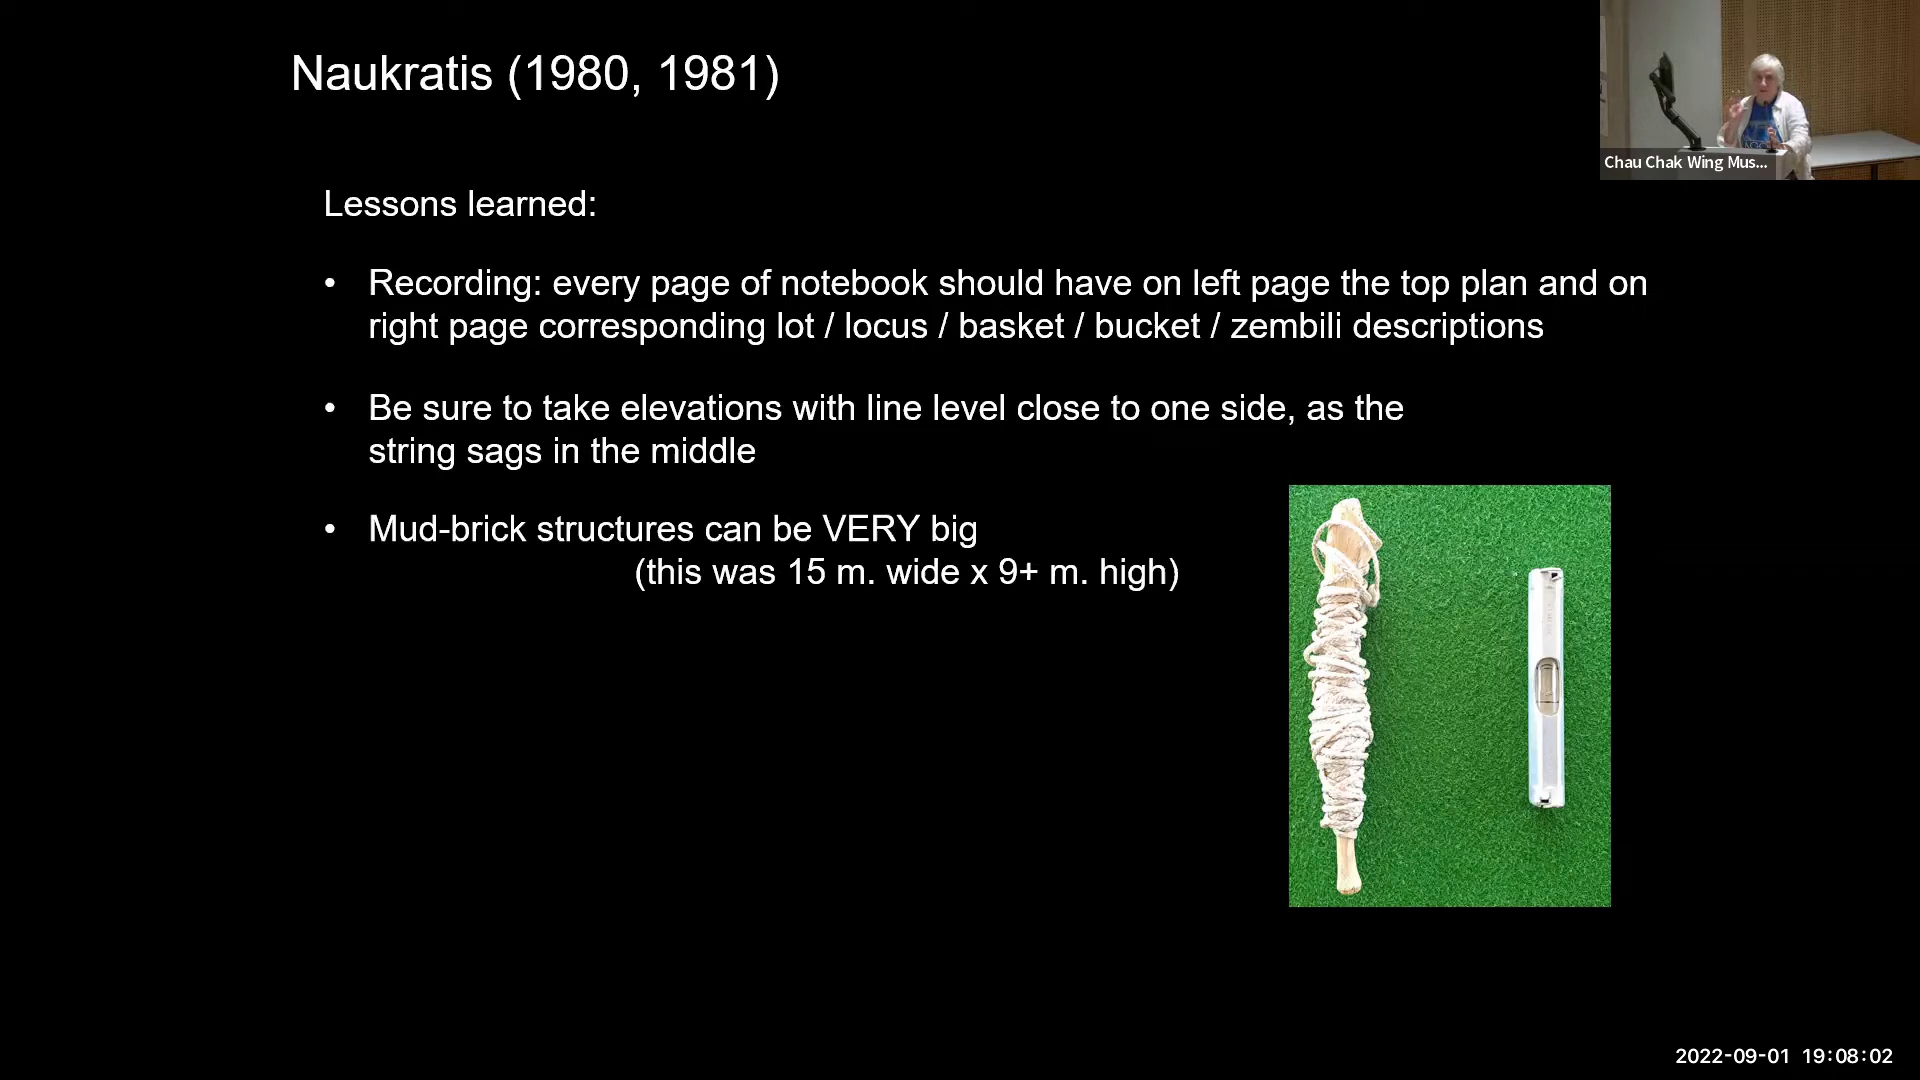 Naukratis (1980, 1981)
Lessons learned:
• Recording: every page of notebook should have on left page the top plan and on
right page corresponding lot / locus / basket / bucket / zembili descriptions
• Be sure to take elevations with line level close to one side, as the
string sags in the middle
• Mud-brick structures can be VERY big
(this was 15 m. wide x 9+ m. high)
Chau Chak Wing Mus...
2022-09-01 19:08:02